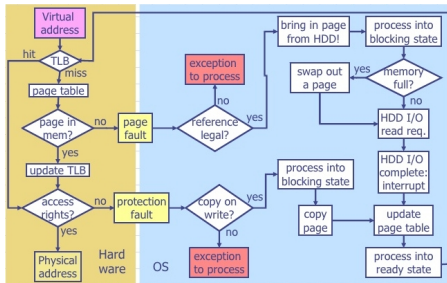 Virtual
address
hit
TLB
miss
page table
page in
mem?
no
yes
update TLB
access
rights?
no
yes
Physical
address
Hard
ware
page
fault
exception
to process
no
reference
legal?
yes
bring in page
from HDD!
process into
blocking state
swap out
a page
yes
memory
full?
no
HDD I/O
read req.
HDD I/O
complete:
interrupt
protection
fault
copy on
write?
yes
no
exception
to process
process into
blocking state
copy
page
update
page table
process into
ready state
OS